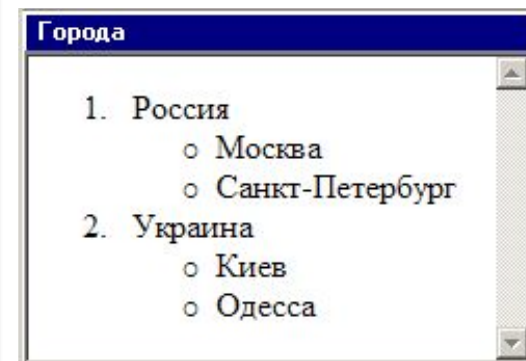 Города
1. Россия
○ Москва
○ Санкт-Петербург
2. Украина
○ Киев
○ Одесса